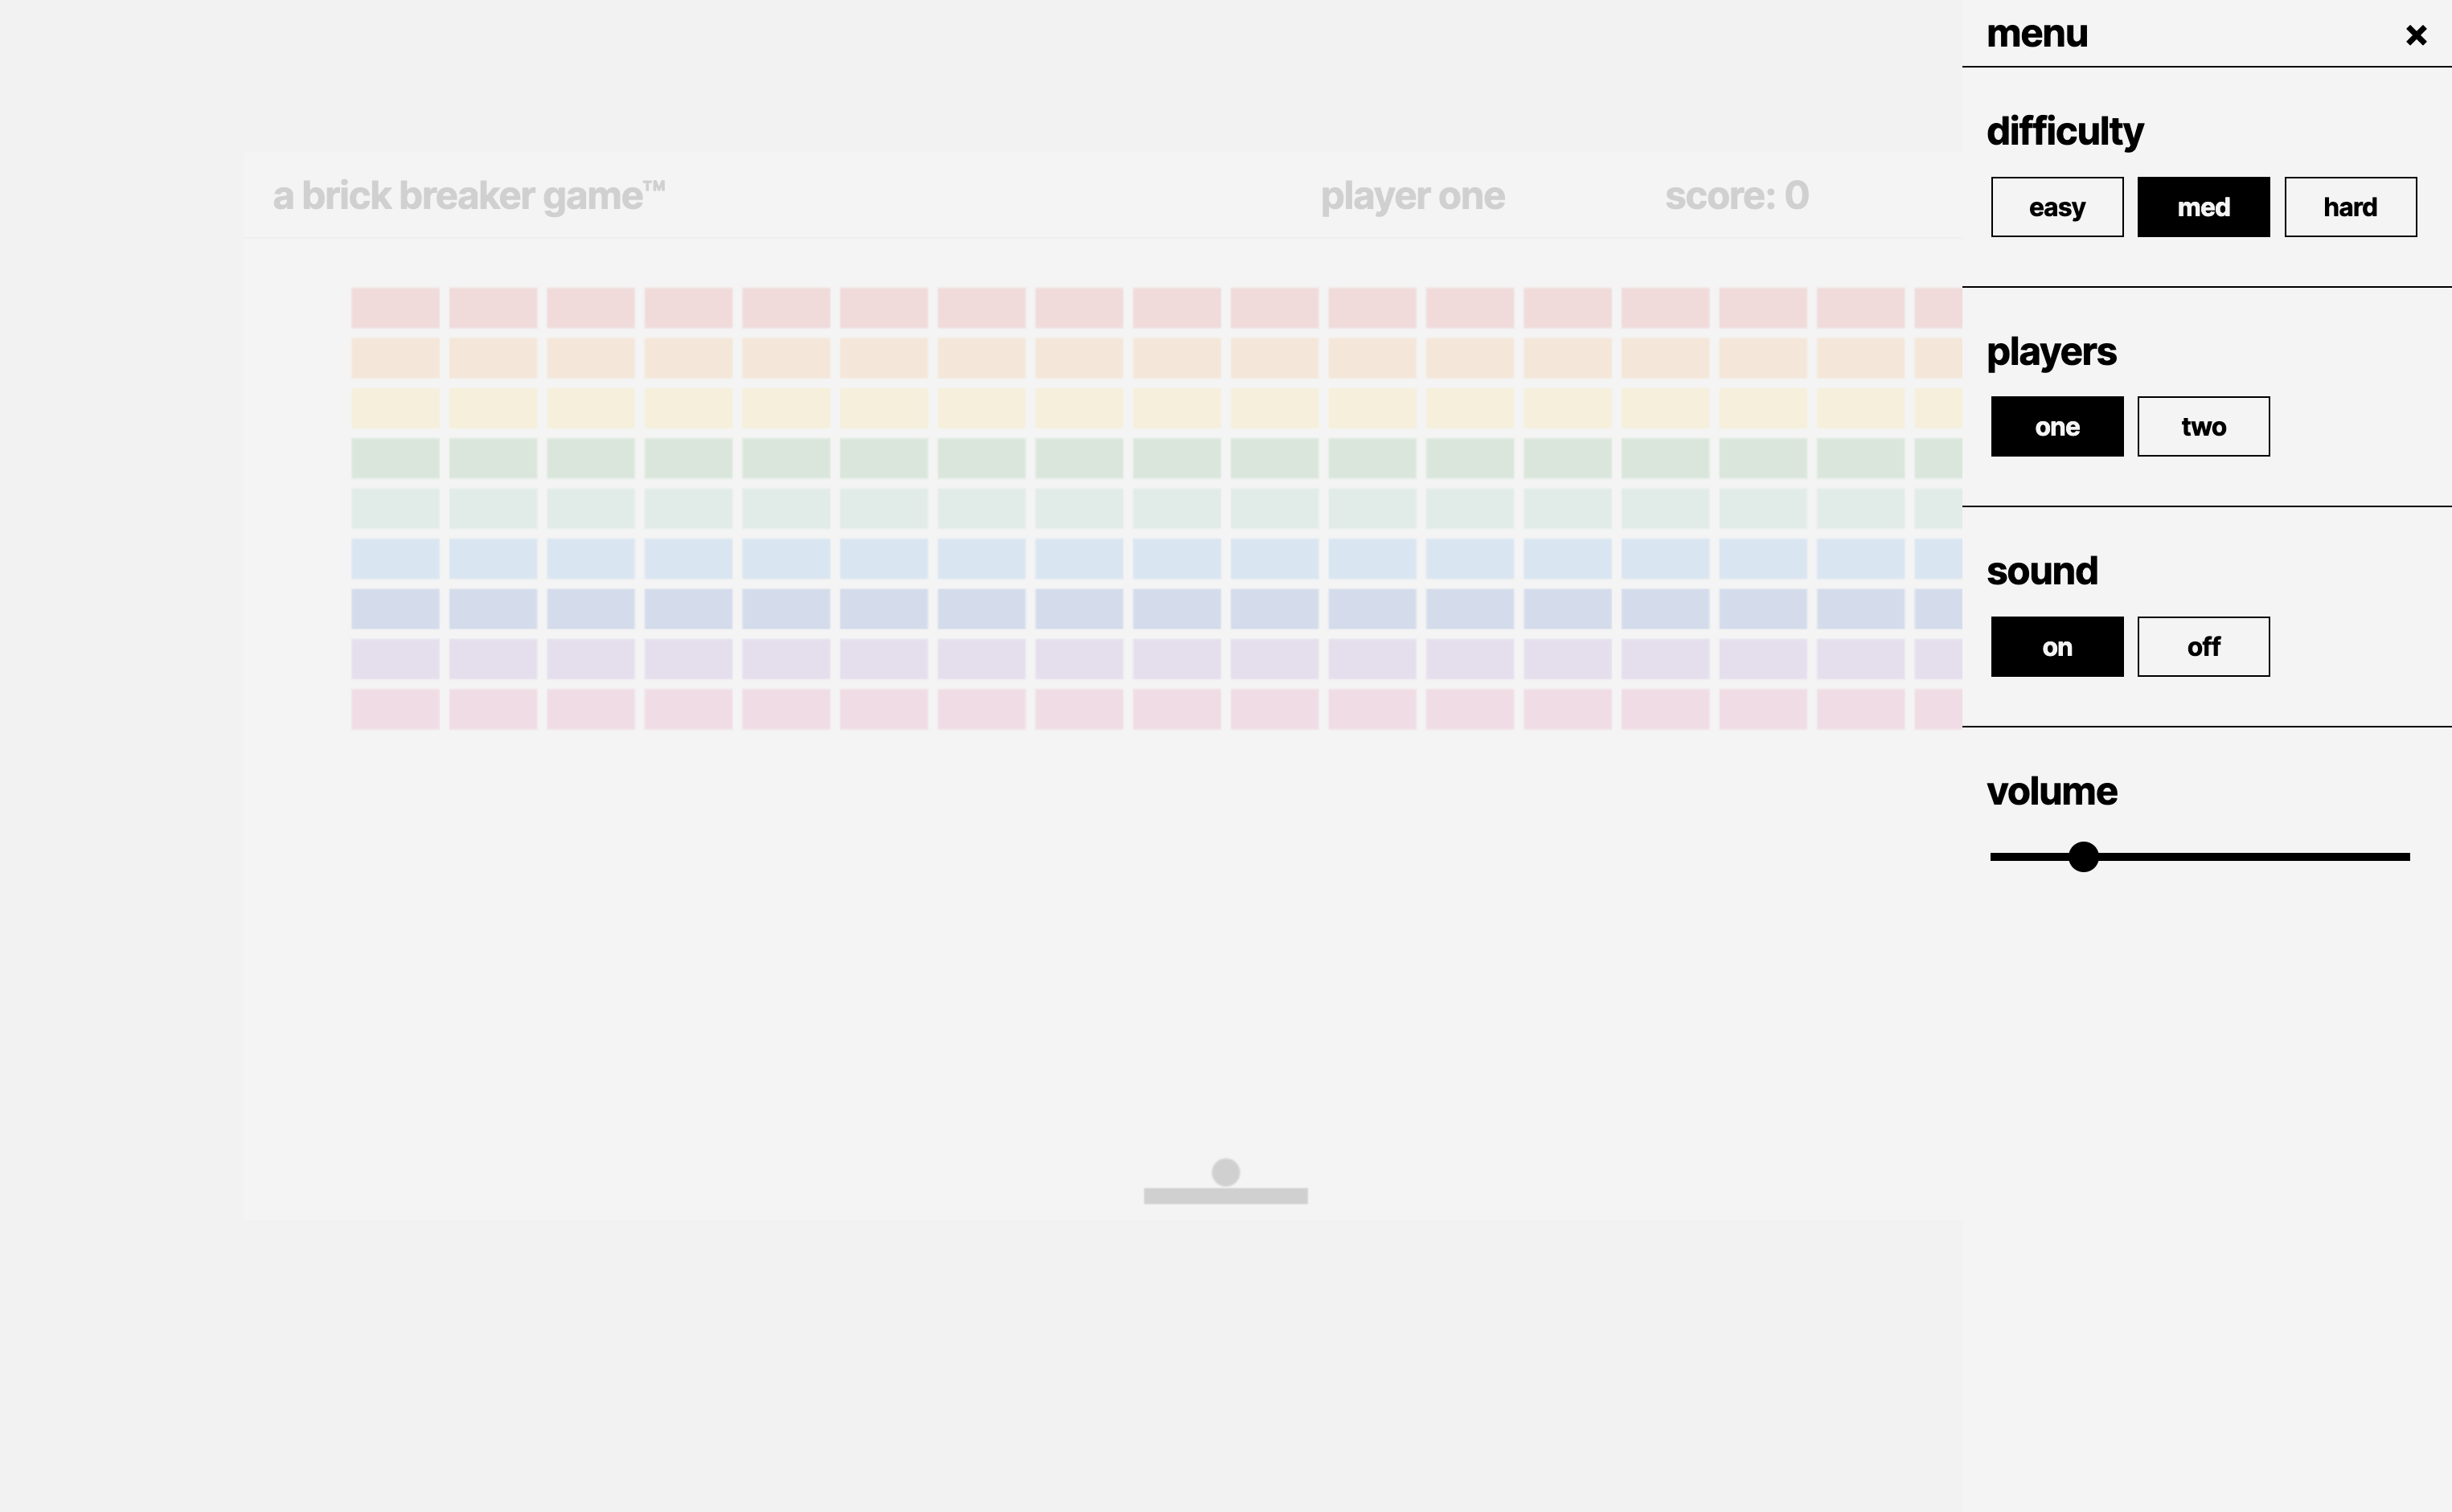 menu
a brick breaker game™ player one score: 0
difficulty
easy med hard
players
one two
sound
on off
volume